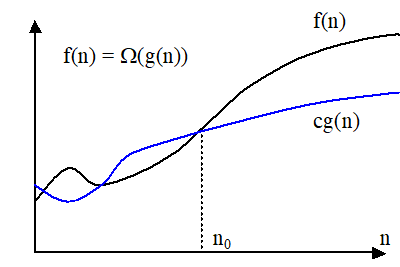 f(n)
f(n) = Ω(g(n))
cg(n)
n₀
n